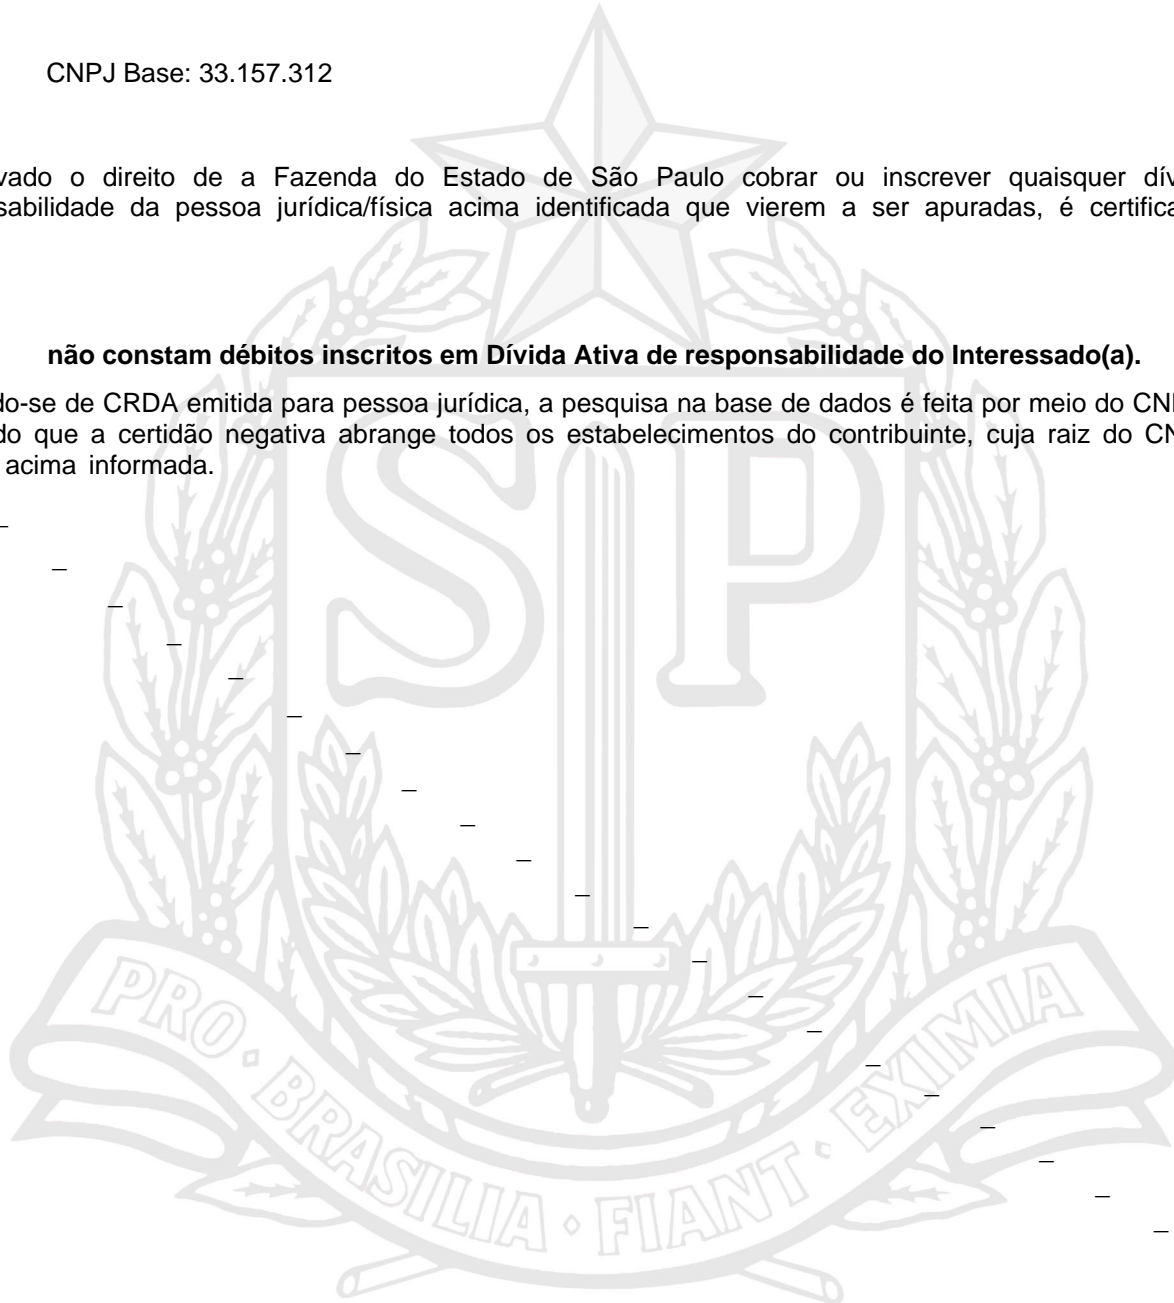 CNPJ Base: 33.157.312
vado o direito de a Fazenda do Estado de São Paulo cobrar ou inscrever quaisquer dív
sabilidade da pessoa jurídica/física acima identificada que vierem a ser apuradas, é certifica
não constam débitos inscritos em Dívida Ativa de responsabilidade do Interessado(a).
do-se de CRDA emitida para pessoa jurídica, a pesquisa na base de dados é feita por meio do CN
do que a certidão negativa abrange todos os estabelecimentos do contribuinte, cuja raiz do CN
acima informada.
SP
PRO · BRASILIA · FIANT · EXIMIA